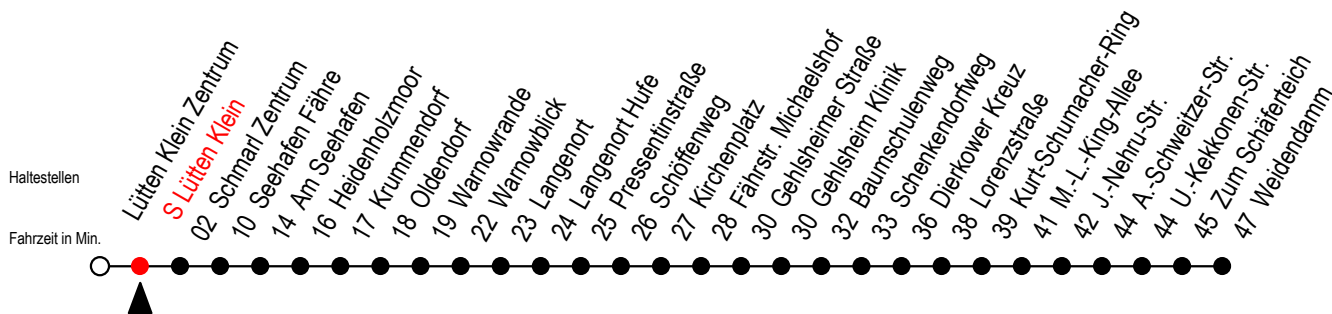 Lütten Klein Zentrum
S Lütten Klein
02 Schmarl Zentrum
10 Seehafen Fähre
14 Am Seehafen
16 Heidenholzmoor
17 Krummendorf
18 Oldendorf
19 Warnowrande
22 Warnowblick
23 Langenort
24 Langenort Hufe
25 Pressentinstraße
26 Schöffenweg
27 Kirchenplatz
28 Fährstr. Michaelshof
30 Gehlsheimer Straße
30 Gehlsheim Klinik
32 Baumschulenweg
33 Schenkendorfweg
36 Dierkower Kreuz
38 Lorenzstraße
39 Kurt-Schumacher-Ring
41 M.-L.-King-Allee
42 J.-Nehru-Str.
44 A.-Schweitzer-Str.
44 U.-Kekkonen-Str.
45 Zum Schäferteich
47 Weidendamm
Haltestellen
Fahrzeit in Min.